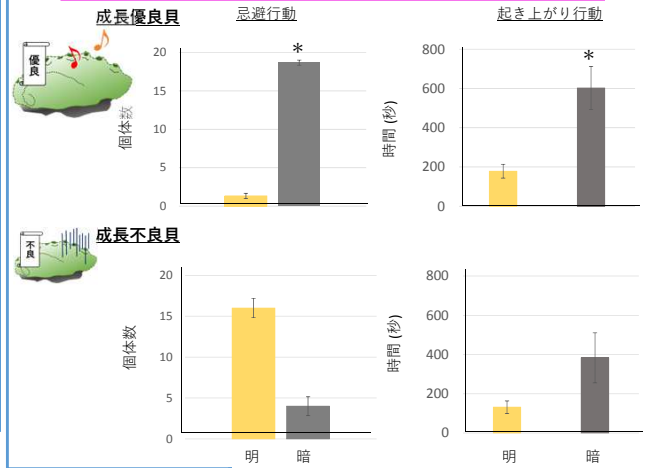 成長優良貝
忌避行動
起き上がり行動
優良
個体数
20
15
10
5
0
*
時間 (秒)
800
600
400
200
0
*
成長不良貝
不良
個体数
20
15
10
5
0
明
暗
時間 (秒)
800
600
400
200
0
明
暗